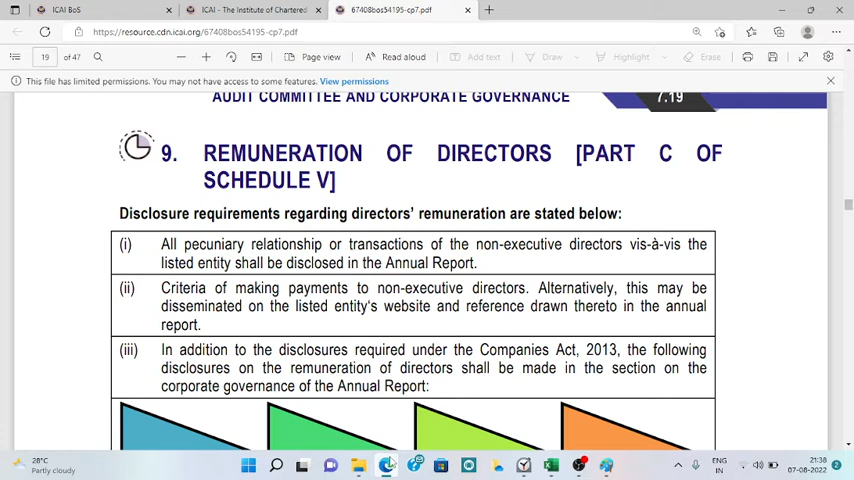 ICAI BoS
ICAI - The Institute of Chartered
67408bos54195-cp7.pdf
https://resource.cdn.icai.org/67408bos54195-cp7.pdf
19 of 47
Page view
Read aloud
Add text
Draw
Highlight
Erase
This file has limited permissions. You may not have access to some features. View permissions
AUDIT COMMITTEE AND CORPORATE GOVERNANCE 7.19
9. REMUNERATION OF DIRECTORS [PART C OF
SCHEDULE V]
Disclosure requirements regarding directors' remuneration are stated below:
(i) All pecuniary relationship or transactions of the non-executive directors vis-à-vis the
listed entity shall be disclosed in the Annual Report.
(ii) Criteria of making payments to non-executive directors. Alternatively, this may be
disseminated on the listed entity's website and reference drawn thereto in the annual
report.
(iii) In addition to the disclosures required under the Companies Act, 2013, the following
disclosures on the remuneration of directors shall be made in the section on the
corporate governance of the Annual Report:
28°C
Partly cloudy
ENG
IN
21:38
07-08-2022
2